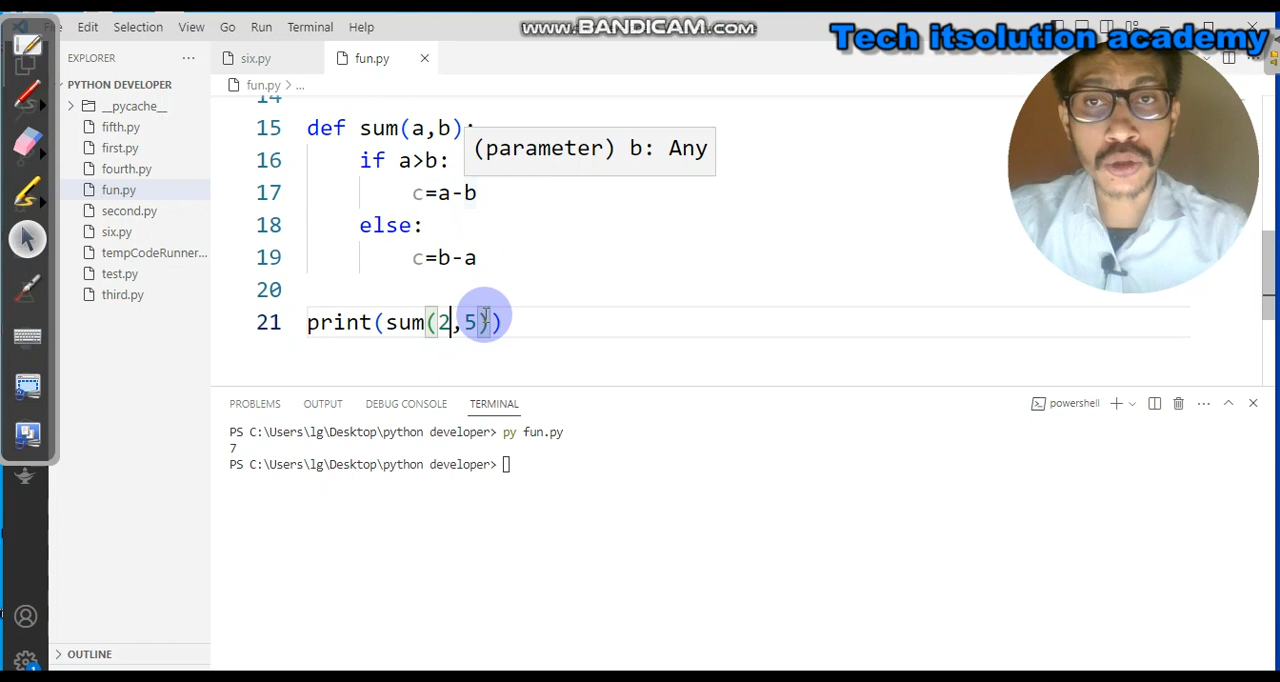 File Edit Selection View Go Run Terminal Help
WWW.BANDICAM.COM
Tech itsolution academy
EXPLORER
six.py
fun.py
PYTHON DEVELOPER
fun.py > ...
__pycache__
fifth.py
first.py
fourth.py
fun.py
second.py
six.py
tempCodeRunner...
test.py
third.py
14
15 def sum(a,b):
(parameter) b: Any
16 if a>b:
17 c=a-b
18 else:
19 c=b-a
20
21 print(sum(2,5))
PROBLEMS OUTPUT DEBUG CONSOLE TERMINAL
powershell
PS C:\Users\lg\Desktop\python developer> py fun.py
7
PS C:\Users\lg\Desktop\python developer>
OUTLINE
1